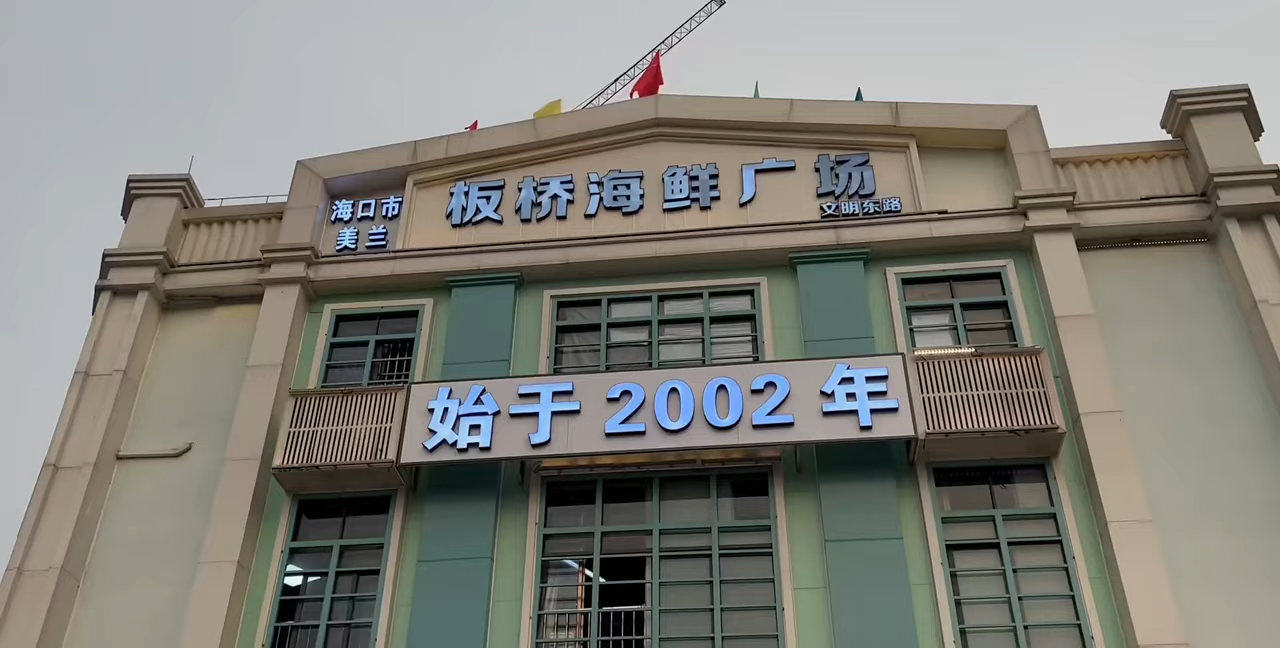 海口市
美兰
板桥海鲜广场
文明东路
始于2002年